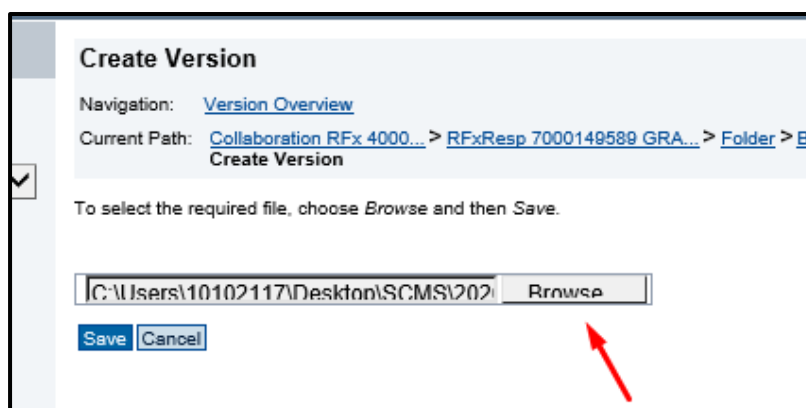 Create Version
Navigation: Version Overview
Current Path: Collaboration RFx 4000... > RFxResp 7000149589 GRA... > Folder >
Create Version
To select the required file, choose Browse and then Save.
C:\Users\10102117\Desktop\SCMS\202 Browse
Save Cancel